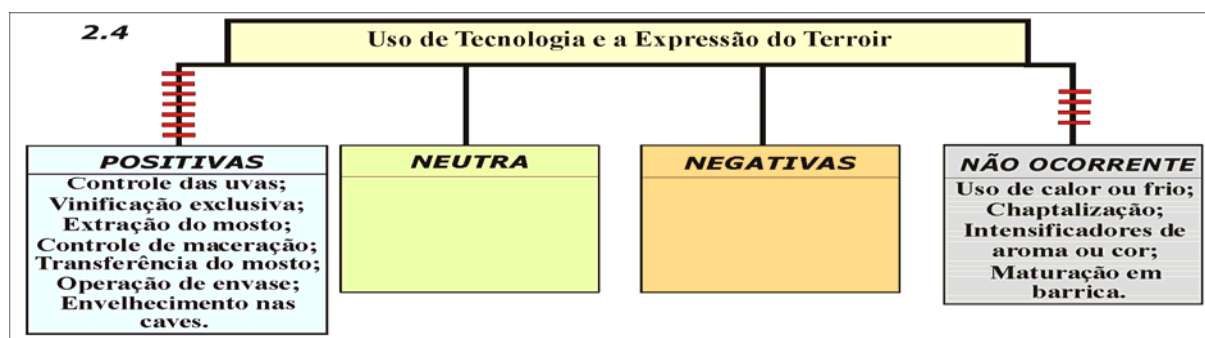 2.4
Uso de Tecnologia e a Expressão do Terroir
POSITIVAS
Controle das uvas;
Vinificação exclusiva;
Extração do mosto;
Controle de maceração;
Transferência do mosto;
Operação de envase;
Envelhecimento nas
caves.
NEUTRA
NEGATIVAS
NÃO OCORRENTE
Uso de calor ou frio;
Chaptalização;
Intensificadores de
aroma ou cor;
Maturação em
barrica.